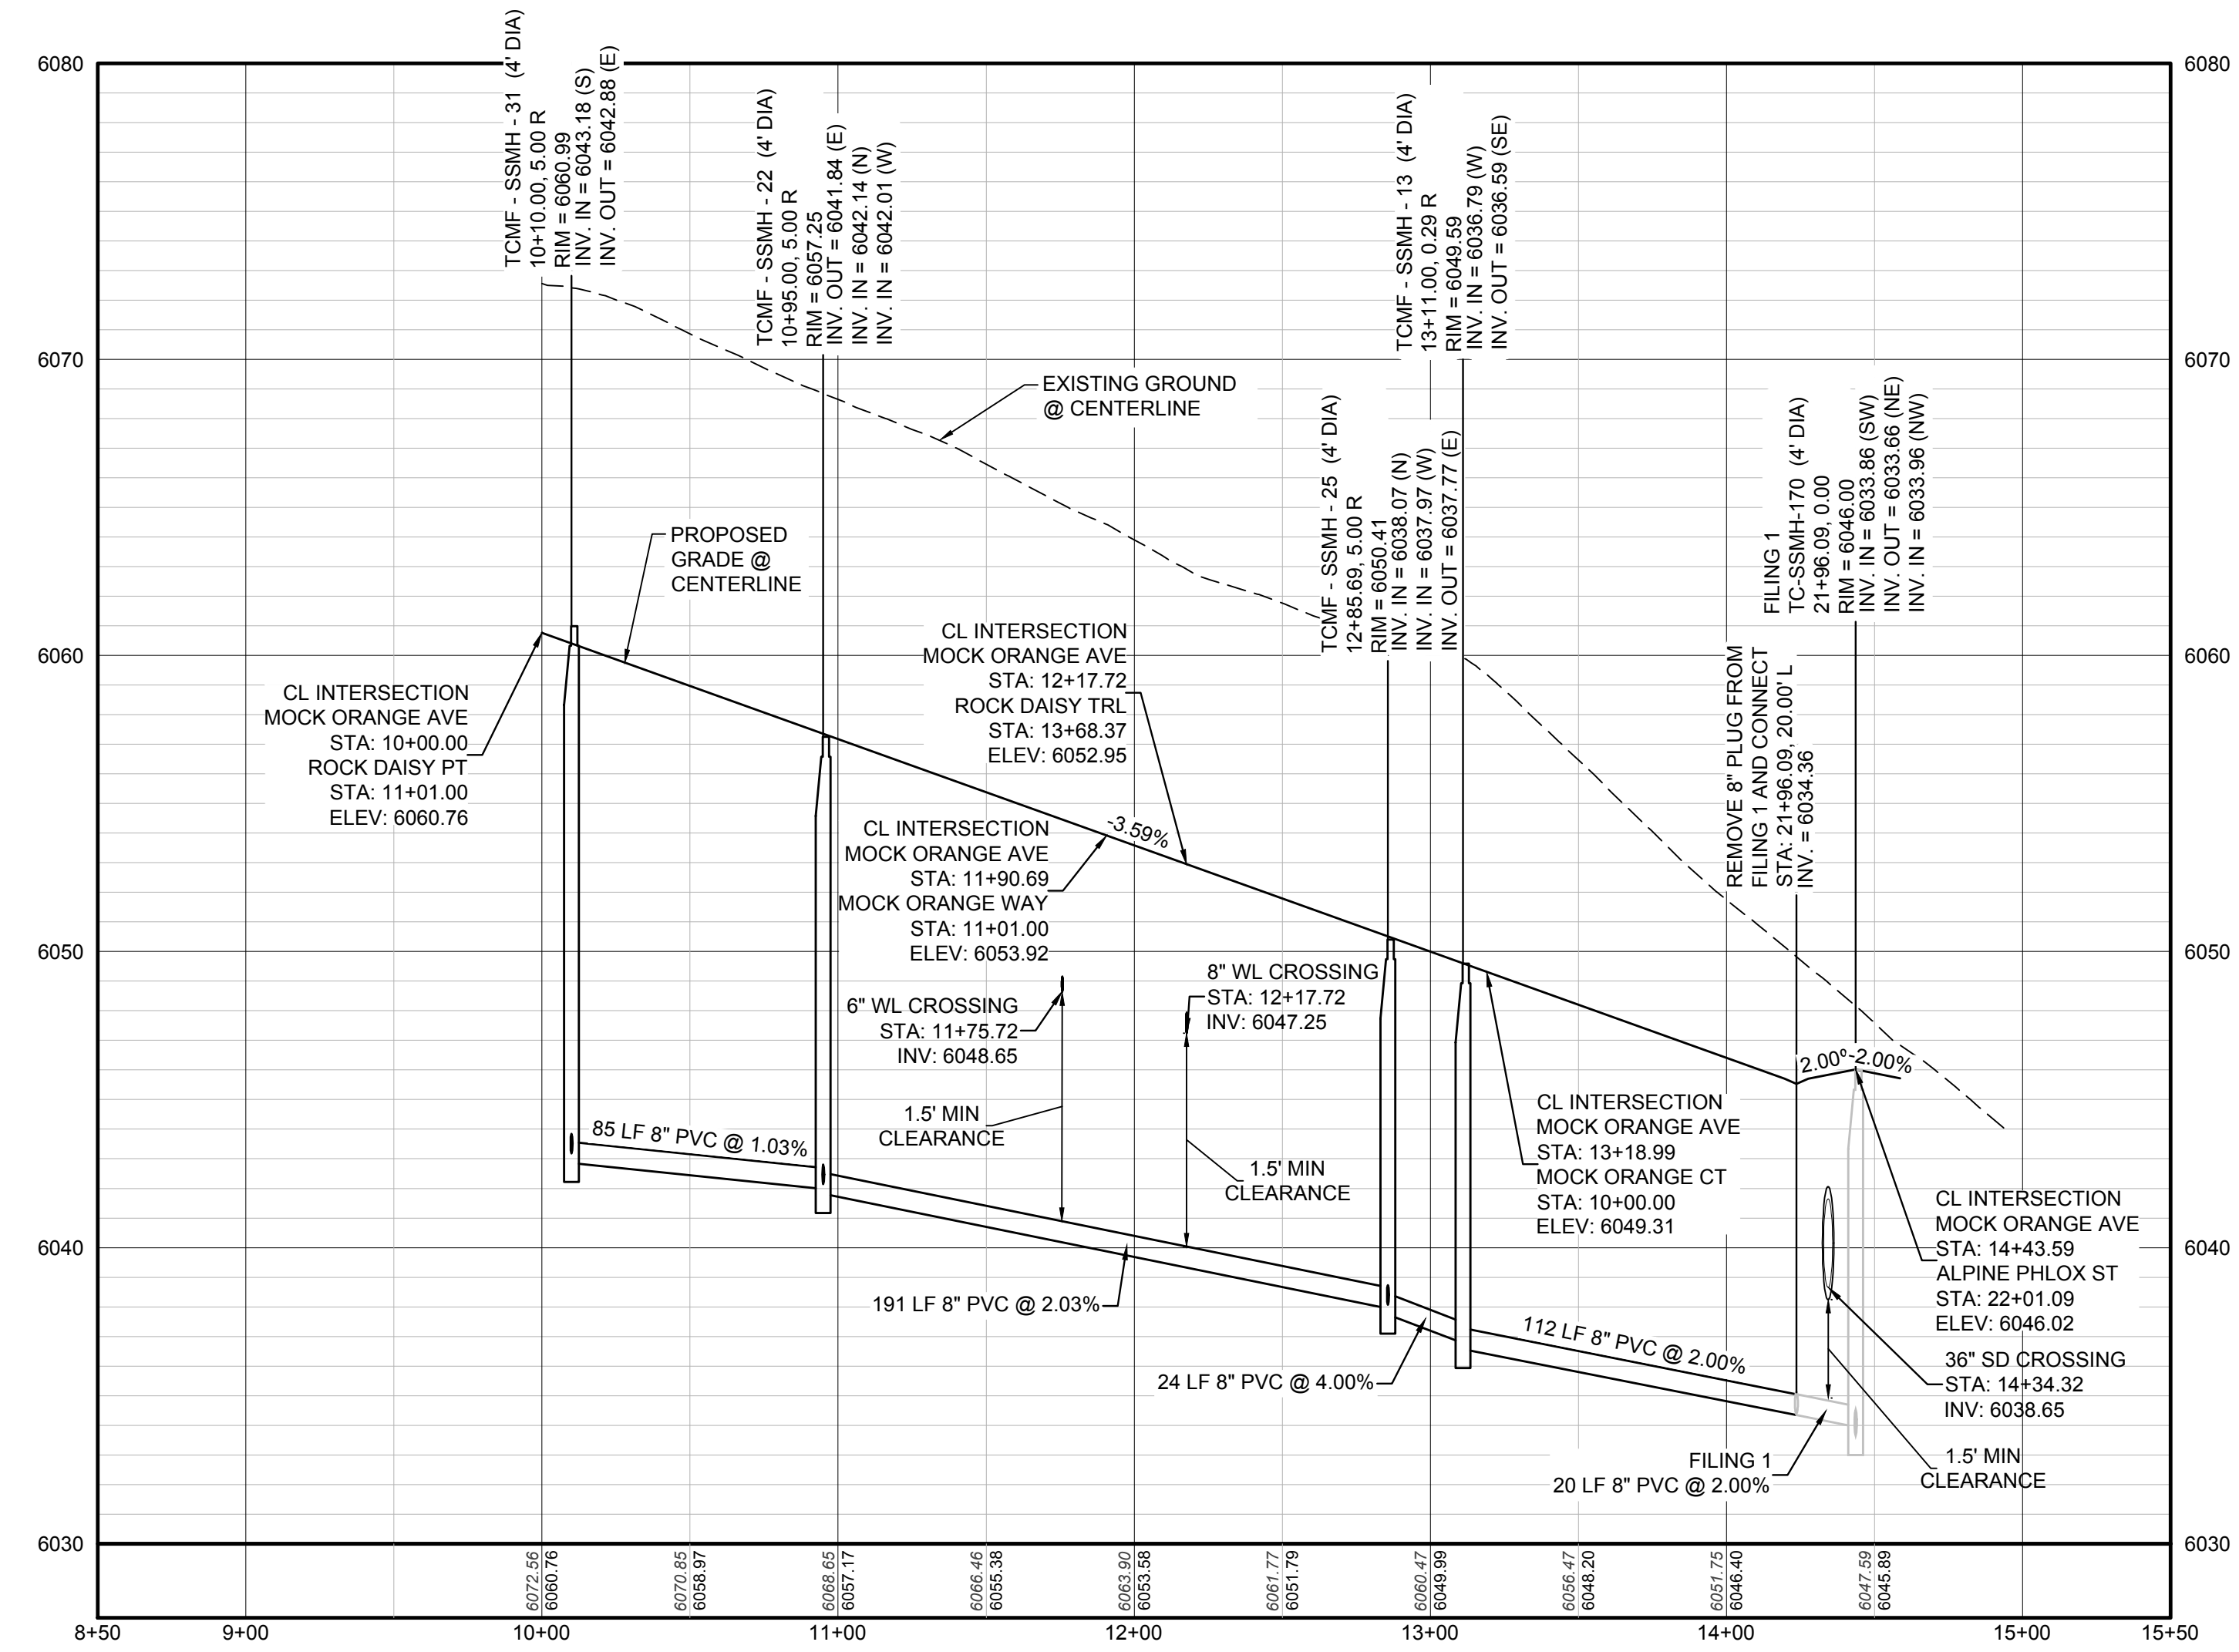 6080
6070
6060
6050
6040
6030
6080
6070
6060
6050
6040
6030
TCMF - SSMH - 31 (4' DIA)
10+10.00, 5.00 R
RIM = 6060.99
INV. IN = 6043.18 (S)
INV. OUT = 6042.88 (E)
TCMF - SSMH - 22 (4' DIA)
10+95.00, 5.00 R
RIM = 6057.25
INV. OUT = 6041.84 (E)
INV. IN = 6042.14 (N)
INV. IN = 6042.01 (W)
TCMF - SSMH - 25 (4' DIA)
12+85.69, 5.00 R
RIM = 6050.41
INV. IN = 6038.07 (N)
INV. IN = 6037.97 (W)
INV. OUT = 6037.77 (E)
TCMF - SSMH - 13 (4' DIA)
13+11.00, 0.29 R
RIM = 6049.59
INV. IN = 6036.79 (W)
INV. OUT = 6036.59 (SE)
REMOVE 8" PLUG FROM
FILING 1 AND CONNECT
STA: 21+96.09, 20.00' L
INV. = 6034.36
FILING 1
TC-SSMH-170 (4' DIA)
21+96.09, 0.00
RIM = 6046.00
INV. IN = 6033.86 (SW)
INV. OUT = 6033.66 (NE)
INV. IN = 6033.96 (NW)
EXISTING GROUND
@ CENTERLINE
PROPOSED
GRADE @
CENTERLINE
CL INTERSECTION
MOCK ORANGE AVE
STA: 10+00.00
ROCK DAISY PT
STA: 11+01.00
ELEV: 6060.76
CL INTERSECTION
MOCK ORANGE AVE
STA: 12+17.72
ROCK DAISY TRL
STA: 13+68.37
ELEV: 6052.95
CL INTERSECTION
MOCK ORANGE AVE
STA: 11+90.69
MOCK ORANGE WAY
STA: 11+01.00
ELEV: 6053.92
-3.59%
6" WL CROSSING
STA: 11+75.72
INV: 6048.65
8" WL CROSSING
STA: 12+17.72
INV: 6047.25
1.5' MIN
CLEARANCE
1.5' MIN
CLEARANCE
2.00%
-2.00%
CL INTERSECTION
MOCK ORANGE AVE
STA: 13+18.99
MOCK ORANGE CT
STA: 10+00.00
ELEV: 6049.31
CL INTERSECTION
MOCK ORANGE AVE
STA: 14+43.59
ALPINE PHLOX ST
STA: 22+01.09
ELEV: 6046.02
36" SD CROSSING
STA: 14+34.32
INV: 6038.65
1.5' MIN
CLEARANCE
85 LF 8" PVC @ 1.03%
191 LF 8" PVC @ 2.03%
24 LF 8" PVC @ 4.00%
112 LF 8" PVC @ 2.00%
FILING 1
20 LF 8" PVC @ 2.00%
6072.56
6060.76
6070.85
6058.97
6068.65
6057.17
6066.46
6055.38
6063.90
6053.58
6061.77
6051.79
6060.47
6049.99
6056.47
6048.20
6051.75
6046.40
6047.59
6045.89
8+50
9+00
10+00
11+00
12+00
13+00
14+00
15+00
15+50